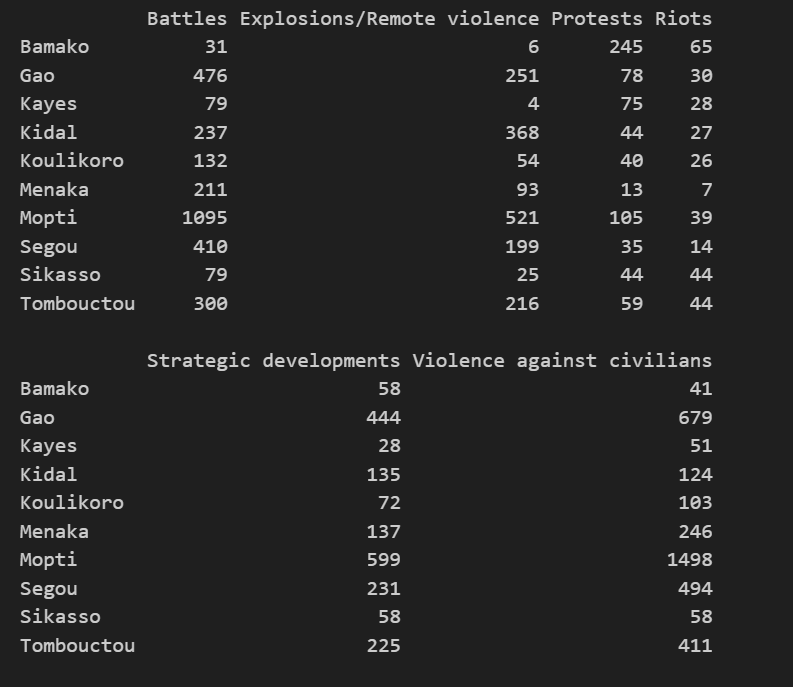 Battles Explosions/Remote violence Protests Riots
Bamako 31 6 245 65
Gao 476 251 78 30
Kayes 79 4 75 28
Kidal 237 368 44 27
Koulikoro 132 54 40 26
Menaka 211 93 13 7
Mopti 1095 521 105 39
Segou 410 199 35 14
Sikasso 79 25 44 44
Tombouctou 300 216 59 44
Strategic developments Violence against civilians
Bamako 58 41
Gao 444 679
Kayes 28 51
Kidal 135 124
Koulikoro 72 103
Menaka 137 246
Mopti 599 1498
Segou 231 494
Sikasso 58 58
Tombouctou 225 411